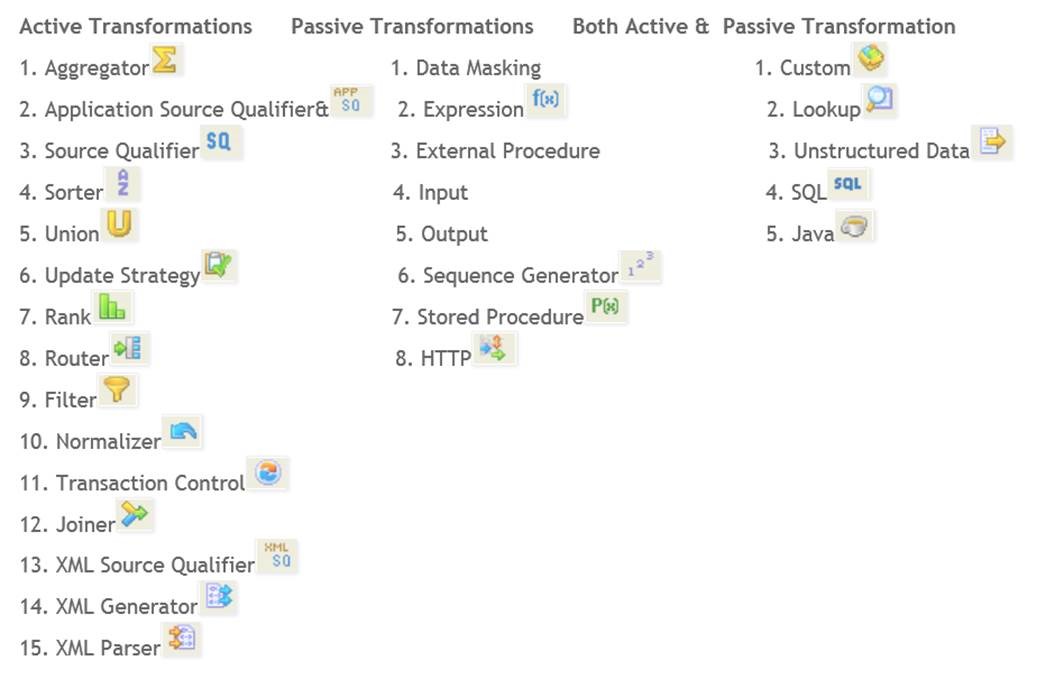 Active Transformations Passive Transformations Both Active & Passive Transformation
1. Aggregator 1. Data Masking 1. Custom
2. Application Source Qualifier& APP SQ 2. Expression f(x) 2. Lookup
3. Source Qualifier SQ 3. External Procedure 3. Unstructured Data
4. Sorter A Z 4. Input 4. SQL SQL
5. Union U 5. Output 5. Java
6. Update Strategy 6. Sequence Generator 1 2 3
7. Rank 7. Stored Procedure P(x)
8. Router 8. HTTP
9. Filter
10. Normalizer
11. Transaction Control
12. Joiner
13. XML Source Qualifier XML SQ
14. XML Generator
15. XML Parser